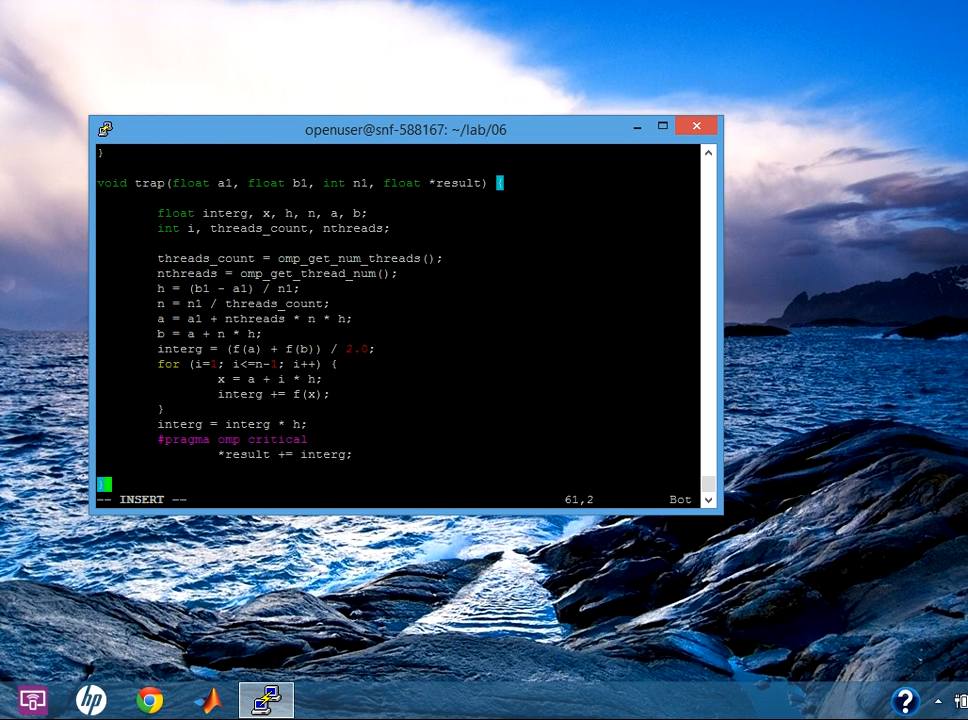 openuser@snf-588167: ~/lab/06
}
void trap(float a1, float b1, int n1, float *result) {
float interg, x, h, n, a, b;
int i, threads_count, nthreads;
threads_count = omp_get_num_threads();
nthreads = omp_get_thread_num();
h = (b1 - a1) / n1;
n = n1 / threads_count;
a = a1 + nthreads * n * h;
b = a + n * h;
interg = (f(a) + f(b)) / 2.0;
for (i=1; i<=n-1; i++) {
x = a + i * h;
interg += f(x);
}
interg = interg * h;
#pragma omp critical
*result += interg;
}
-- INSERT -- 61,2 Bot
hp ?